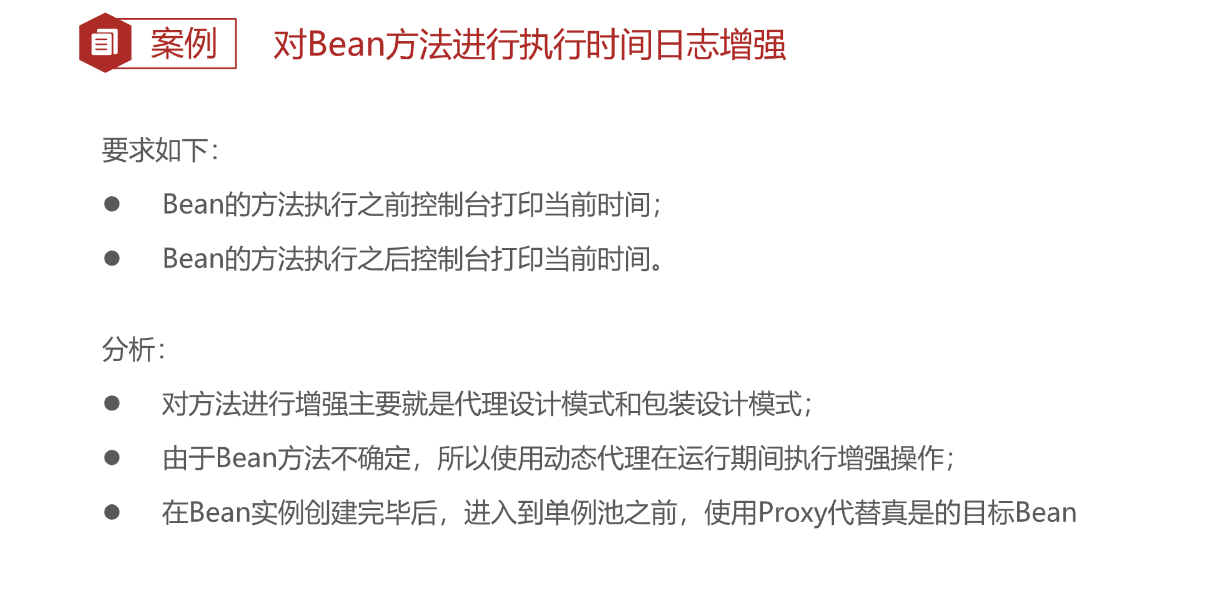 案例
对Bean方法进行执行时间日志增强
要求如下：
● Bean的方法执行之前控制台打印当前时间；
● Bean的方法执行之后控制台打印当前时间。
分析：
● 对方法进行增强主要就是代理设计模式和包装设计模式；
● 由于Bean方法不确定，所以使用动态代理在运行期间执行增强操作；
● 在Bean实例创建完毕后，进入到单例池之前，使用Proxy代替真是的目标Bean